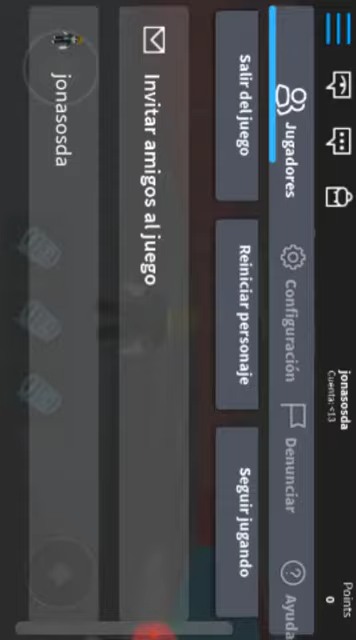 jonasosda
Cuenta: <13
Points
0
Jugadores
Configuración
Denunciar
Ayuda
Salir del juego
Reiniciar personaje
Seguir jugando
Invitar amigos al juego
jonasosda